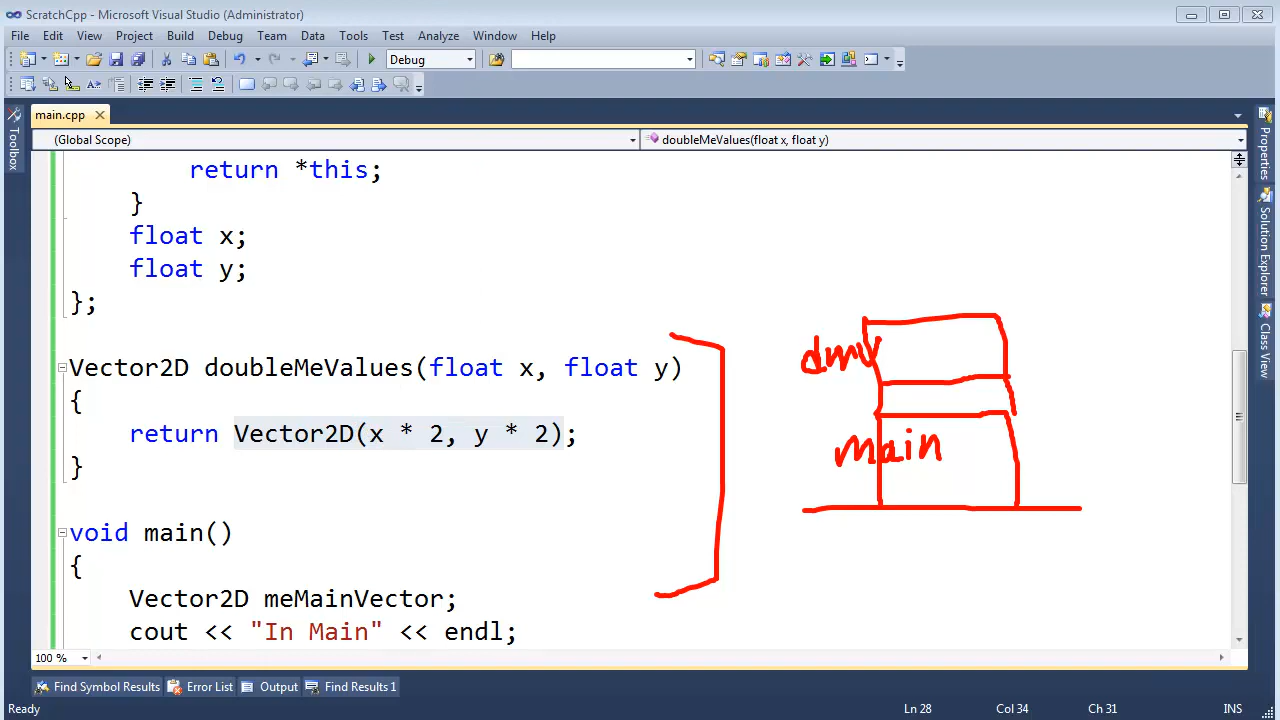 ScratchCpp - Microsoft Visual Studio (Administrator)
File Edit View Project Build Debug Team Data Tools Test Analyze Window Help
Debug
main.cpp
(Global Scope) doubleMeValues(float x, float y)
Toolbox
Properties
Solution Explorer
Class View
return *this;
}
float x;
float y;
};
Vector2D doubleMeValues(float x, float y)
{
return Vector2D(x * 2, y * 2);
}
void main()
{
Vector2D meMainVector;
cout << "In Main" << endl;
dmv
main
100 %
Find Symbol Results Error List Output Find Results 1
Ready Ln 28 Col 34 Ch 31 INS